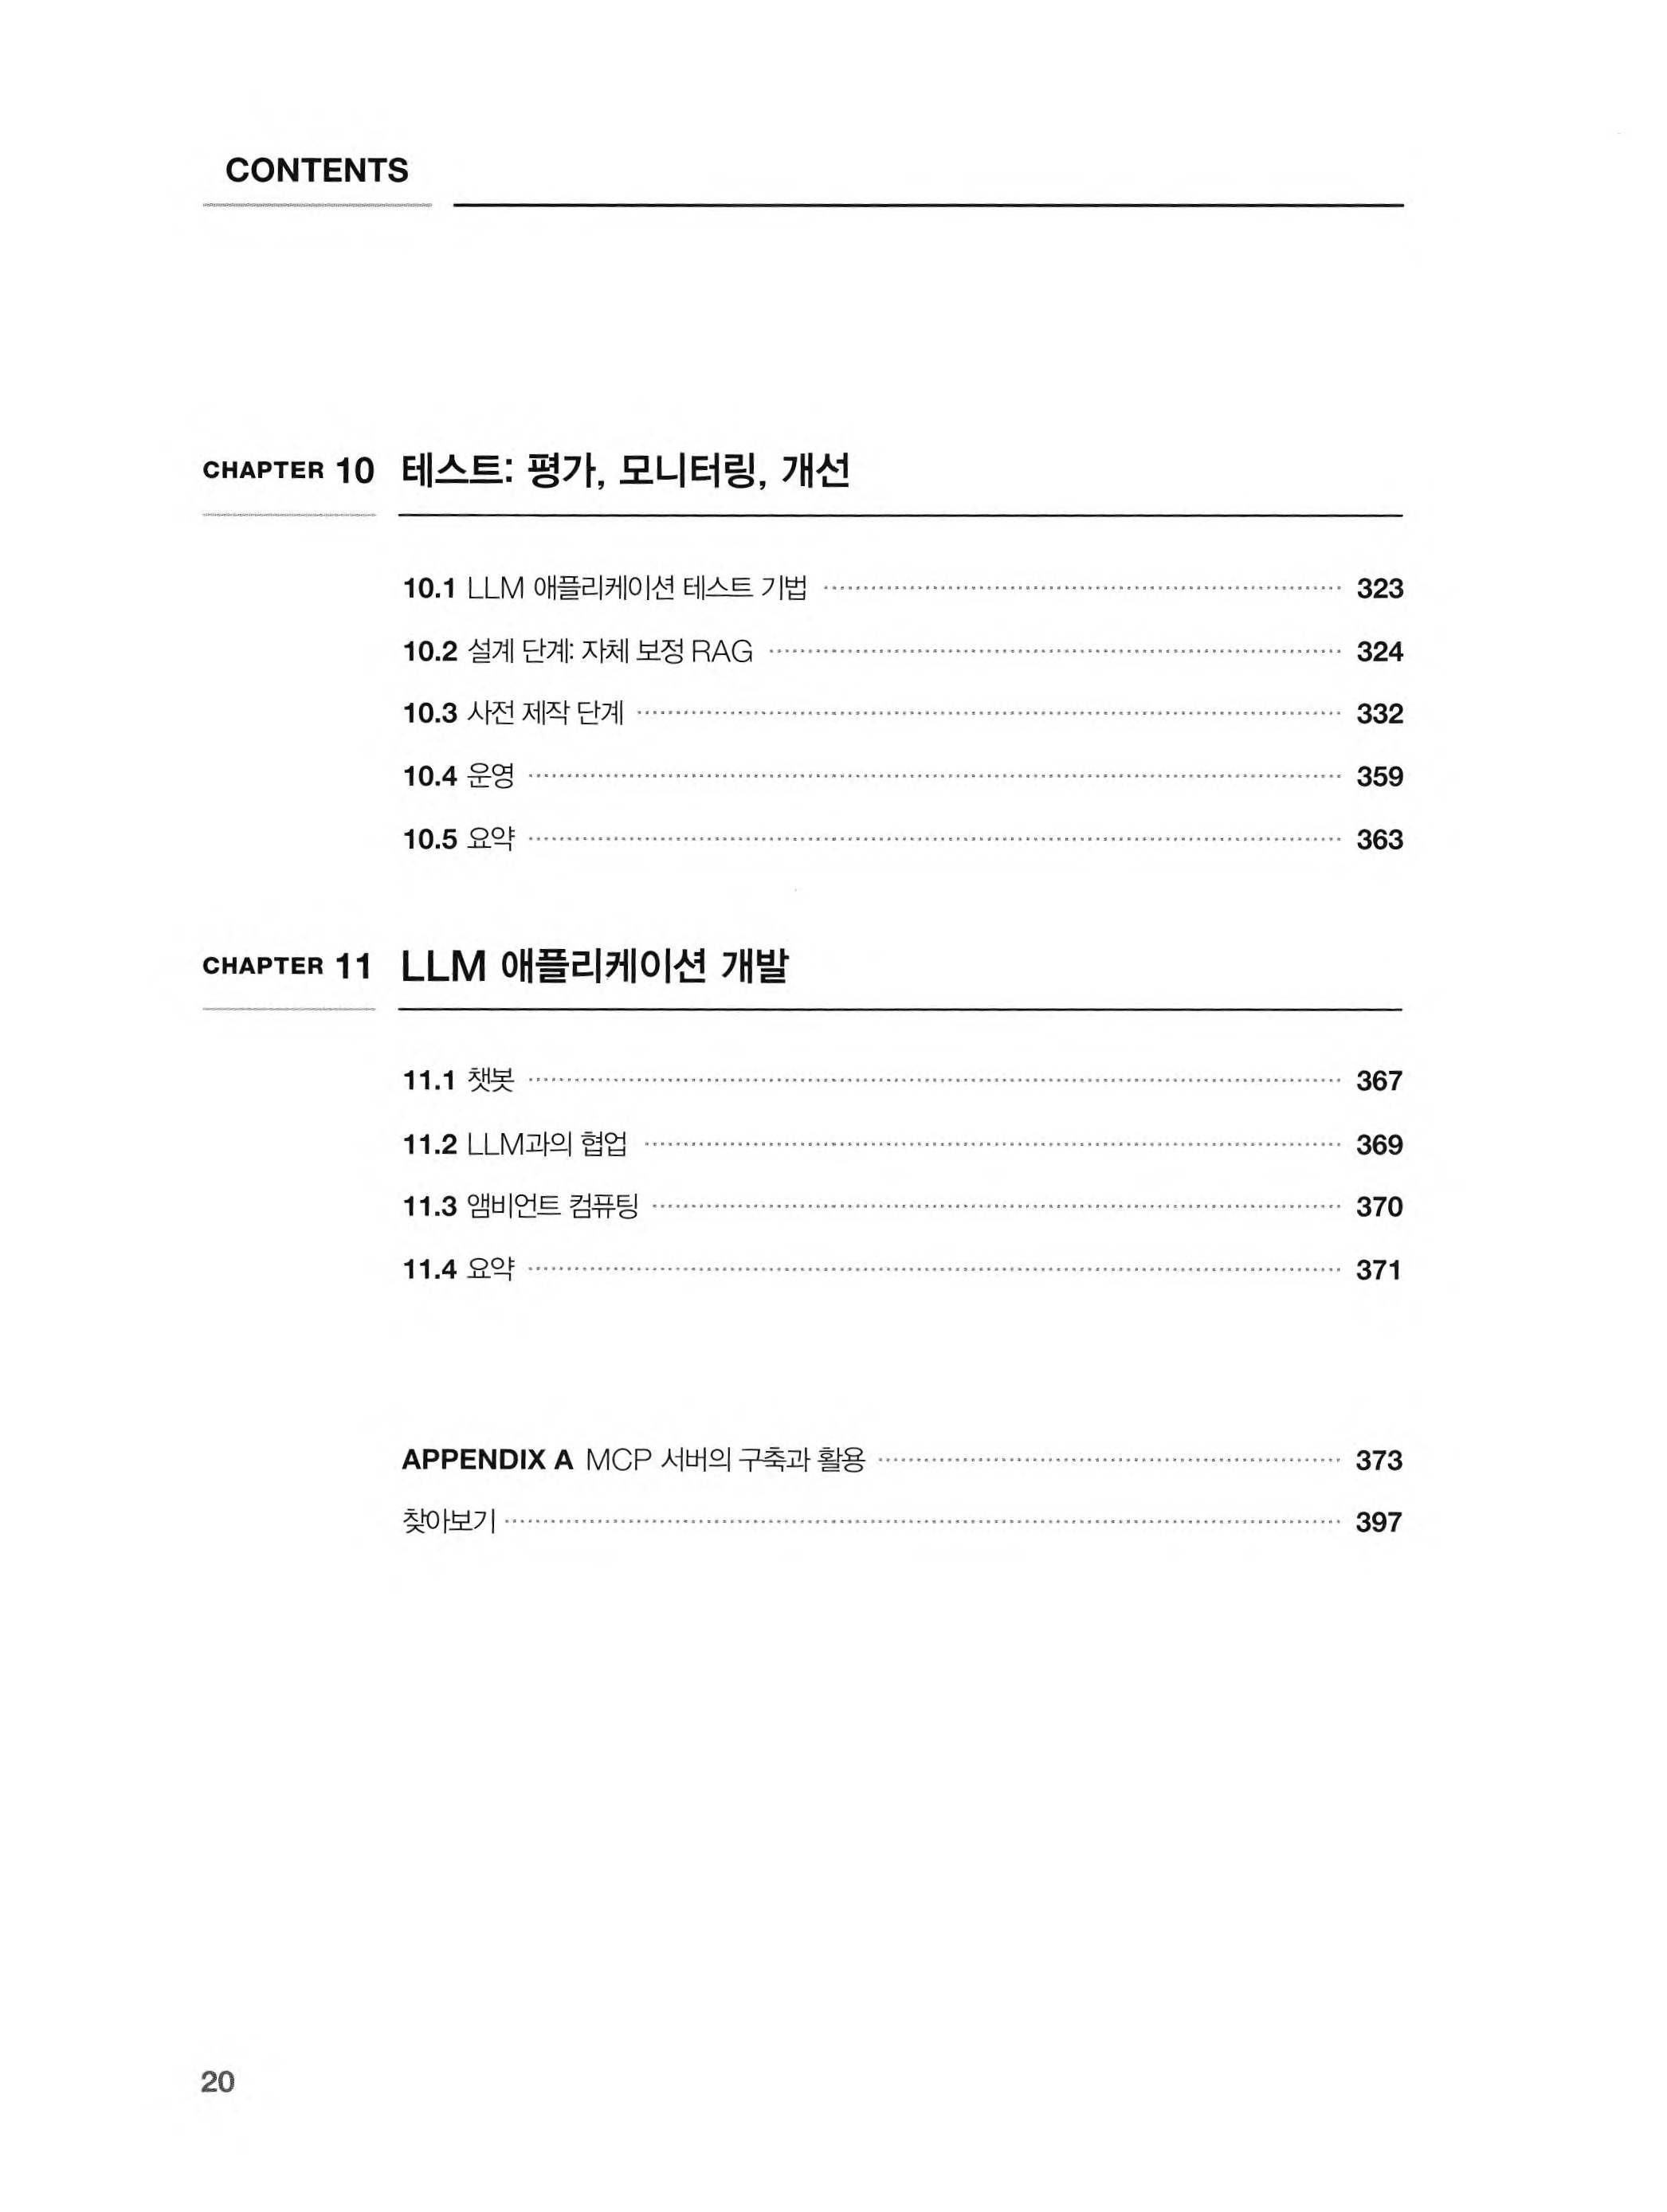 CONTENTS
CHAPTER 10 테스트: 평가, 모니터링, 개선
10.1 LLM 애플리케이션 테스트 기법 323
10.2 설계 단계: 자체 보정 RAG 324
10.3 사전 제작 단계 332
10.4 운영 359
10.5 요약 363
CHAPTER 11 LLM 애플리케이션 개발
11.1 챗봇 367
11.2 LLM과의 협업 369
11.3 앰비언트 컴퓨팅 370
11.4 요약 371
APPENDIX A MCP 서버의 구축과 활용 373
찾아보기 397
20